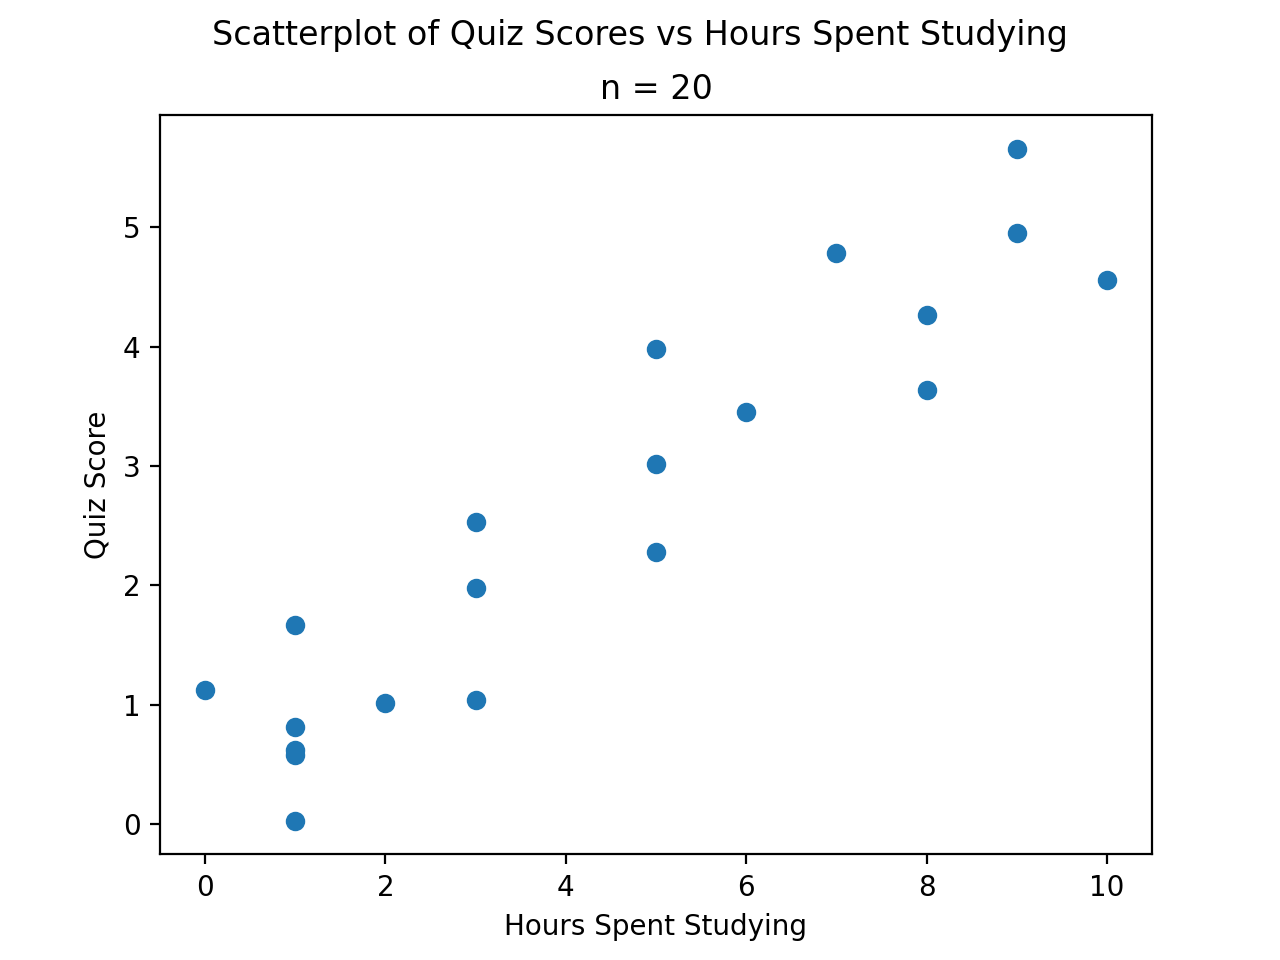 Scatterplot of Quiz Scores vs Hours Spent Studying
n = 20
5
4
3
2
1
0
Quiz Score
0 2 4 6 8 10
Hours Spent Studying